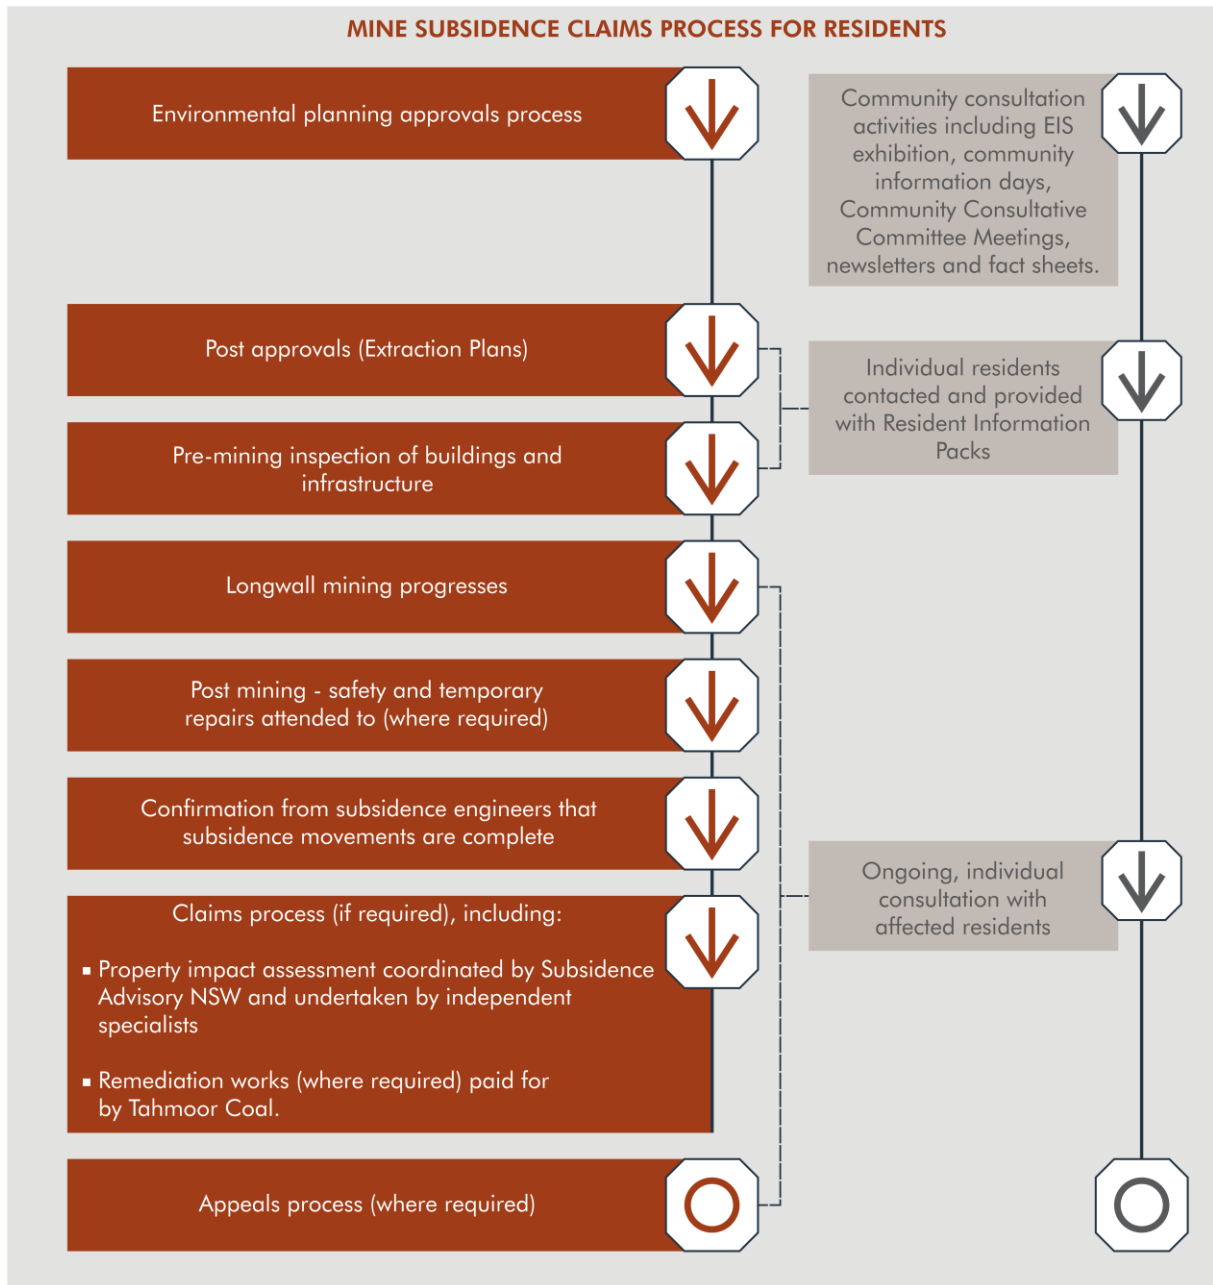 MINE SUBSIDENCE CLAIMS PROCESS FOR RESIDENTS
Environmental planning approvals process
Community consultation
activities including EIS
exhibition, community
information days,
Community Consultative
Committee Meetings,
newsletters and fact sheets.
Post approvals (Extraction Plans)
Individual residents
contacted and provided
with Resident Information
Packs
Pre-mining inspection of buildings and
infrastructure
Longwall mining progresses
Post mining - safety and temporary
repairs attended to (where required)
Confirmation from subsidence engineers that
subsidence movements are complete
Ongoing, individual
consultation with
affected residents
Claims process (if required), including:
▪ Property impact assessment coordinated by Subsidence
Advisory NSW and undertaken by independent
specialists
▪ Remediation works (where required) paid for
by Tahmoor Coal.
Appeals process (where required)